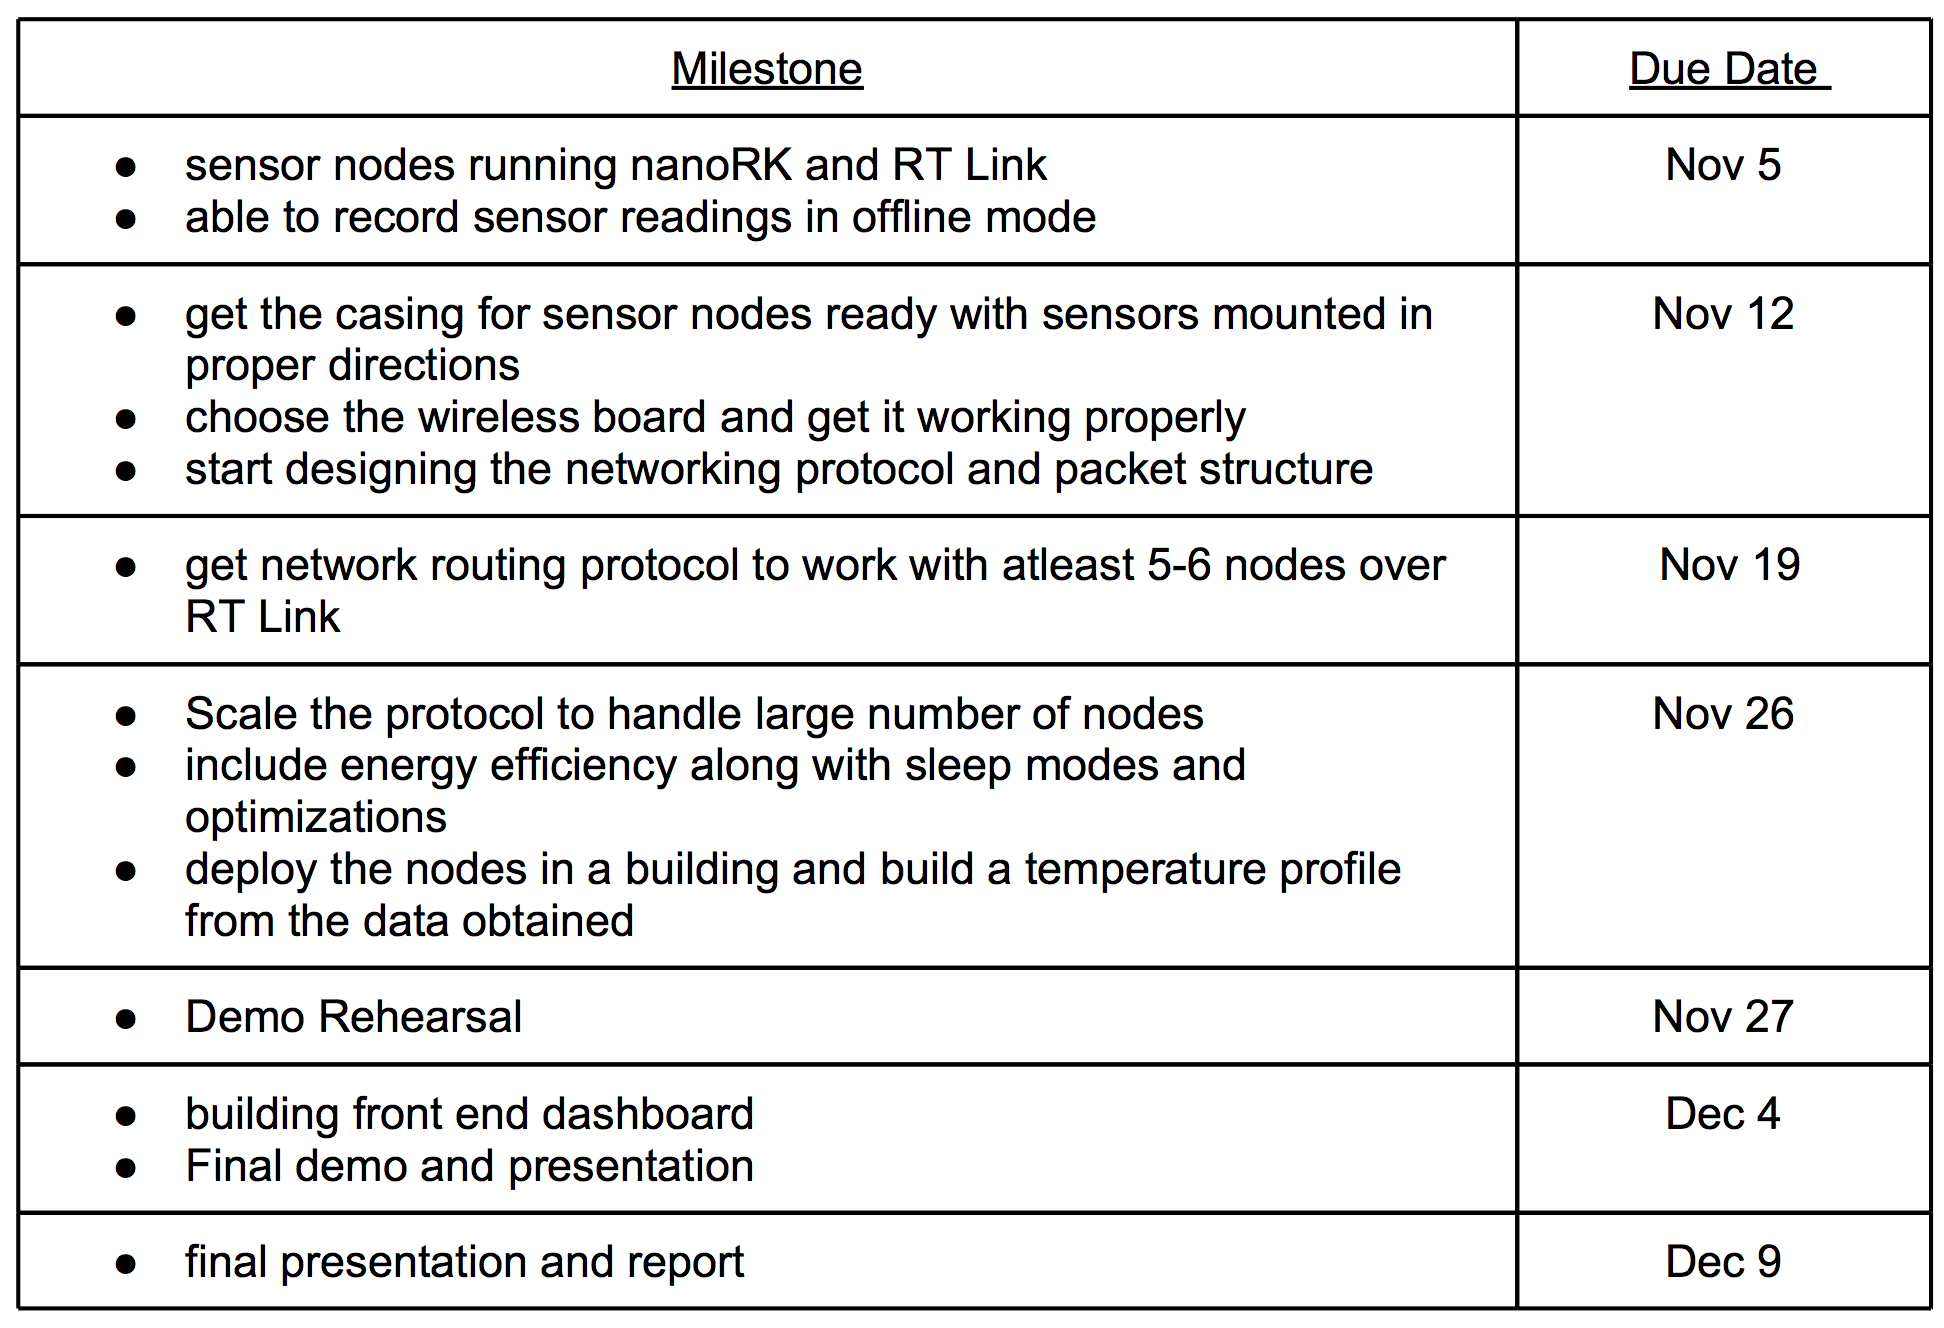 Milestone
Due Date
● sensor nodes running nanoRK and RT Link
Nov 5
● able to record sensor readings in offline mode
● get the casing for sensor nodes ready with sensors mounted in
Nov 12
proper directions
● choose the wireless board and get it working properly
● start designing the networking protocol and packet structure
● get network routing protocol to work with atleast 5-6 nodes over
Nov 19
RT Link
● Scale the protocol to handle large number of nodes
Nov 26
● include energy efficiency along with sleep modes and
optimizations
● deploy the nodes in a building and build a temperature profile
from the data obtained
● Demo Rehearsal
Nov 27
● building front end dashboard
Dec 4
● Final demo and presentation
● final presentation and report
Dec 9